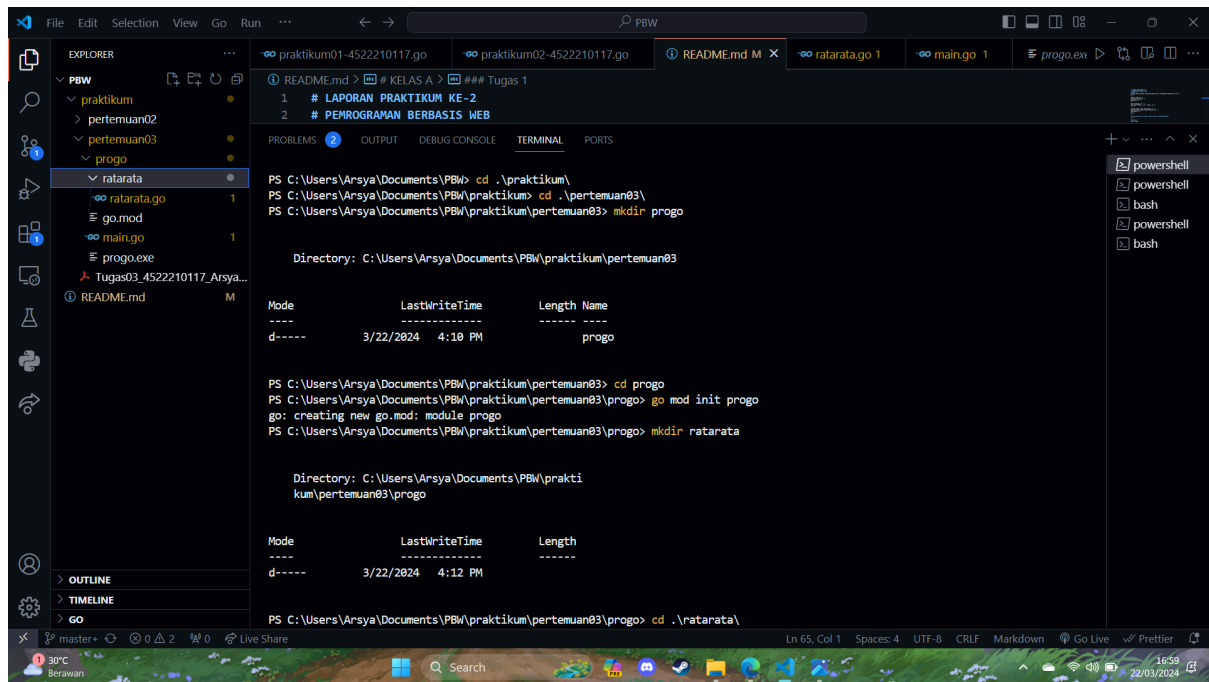 File Edit Selection View Go Run ··· PBW
EXPLORER ···
praktikum01-4522210117.go praktikum02-4522210117.go README.md M ratarata.go 1 main.go 1 progo.exe ···
PBW
README.md > # KELAS A > ### Tugas 1
1 # LAPORAN PRAKTIKUM KE-2
2 # PEMROGRAMAN BERBASIS WEB
praktikum
pertemuan02
pertemuan03
progo
ratarata
ratarata.go 1
go.mod
main.go 1
progo.exe
Tugas03_4522210117_Arsya...
README.md M
PROBLEMS 2 OUTPUT DEBUG CONSOLE TERMINAL PORTS
PS C:\Users\Arsya\Documents\PBW> cd .\praktikum\
PS C:\Users\Arsya\Documents\PBW\praktikum> cd .\pertemuan03\
PS C:\Users\Arsya\Documents\PBW\praktikum\pertemuan03> mkdir progo
Directory: C:\Users\Arsya\Documents\PBW\praktikum\pertemuan03
Mode LastWriteTime Length Name
---- ------------- ------ ----
d----- 3/22/2024 4:10 PM progo
PS C:\Users\Arsya\Documents\PBW\praktikum\pertemuan03> cd progo
PS C:\Users\Arsya\Documents\PBW\praktikum\pertemuan03\progo> go mod init progo
go: creating new go.mod: module progo
PS C:\Users\Arsya\Documents\PBW\praktikum\pertemuan03\progo> mkdir ratarata
Directory: C:\Users\Arsya\Documents\PBW\prakti
kum\pertemuan03\progo
Mode LastWriteTime Length
---- ------------- ------
d----- 3/22/2024 4:12 PM
PS C:\Users\Arsya\Documents\PBW\praktikum\pertemuan03\progo> cd .\ratarata\
powershell
powershell
bash
powershell
bash
1
1
OUTLINE
TIMELINE
GO
master+ 0 2 0 Live Share Ln 65, Col 1 Spaces: 4 UTF-8 CRLF Markdown Go Live Prettier
1 30°C
Berawan
Search
PRE
16:59
22/03/2024